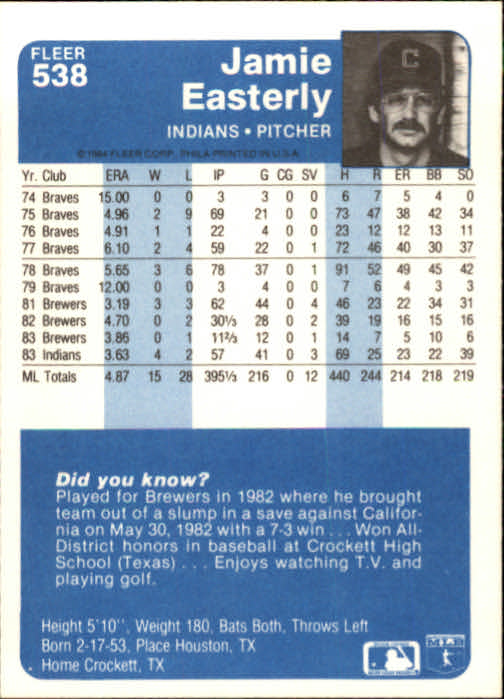 FLEER
538
Jamie
Easterly
INDIANS • PITCHER
C
© 1984 FLEER CORP. PHILA PRINTED IN U.S.A.
Yr. Club ERA W L IP G CG SV H R ER BB SO
74 Braves 15.00 0 0 3 3 0 0 6 7 5 4 0
75 Braves 4.96 2 9 69 21 0 0 73 47 38 42 34
76 Braves 4.91 1 1 22 4 0 0 23 12 12 13 11
77 Braves 6.10 2 4 59 22 0 1 72 46 40 30 37
78 Braves 5.65 3 6 78 37 0 1 91 52 49 45 42
79 Braves 12.00 0 0 3 4 0 0 7 6 4 3 3
81 Brewers 3.19 3 3 62 44 0 4 46 23 22 34 31
82 Brewers 4.70 0 2 30⅓ 28 0 2 39 19 16 15 16
83 Brewers 3.86 0 1 11⅔ 12 0 1 14 7 5 10 6
83 Indians 3.63 4 2 57 41 0 3 69 25 23 22 39
ML Totals 4.87 15 28 395⅓ 216 0 12 440 244 214 218 219
Did you know?
Played for Brewers in 1982 where he brought
team out of a slump in a save against Califor-
nia on May 30, 1982 with a 7-3 win . . . Won All-
District honors in baseball at Crockett High
School (Texas) . . . Enjoys watching T.V. and
playing golf.
Height 5'10", Weight 180, Bats Both, Throws Left
Born 2-17-53, Place Houston, TX
Home Crockett, TX